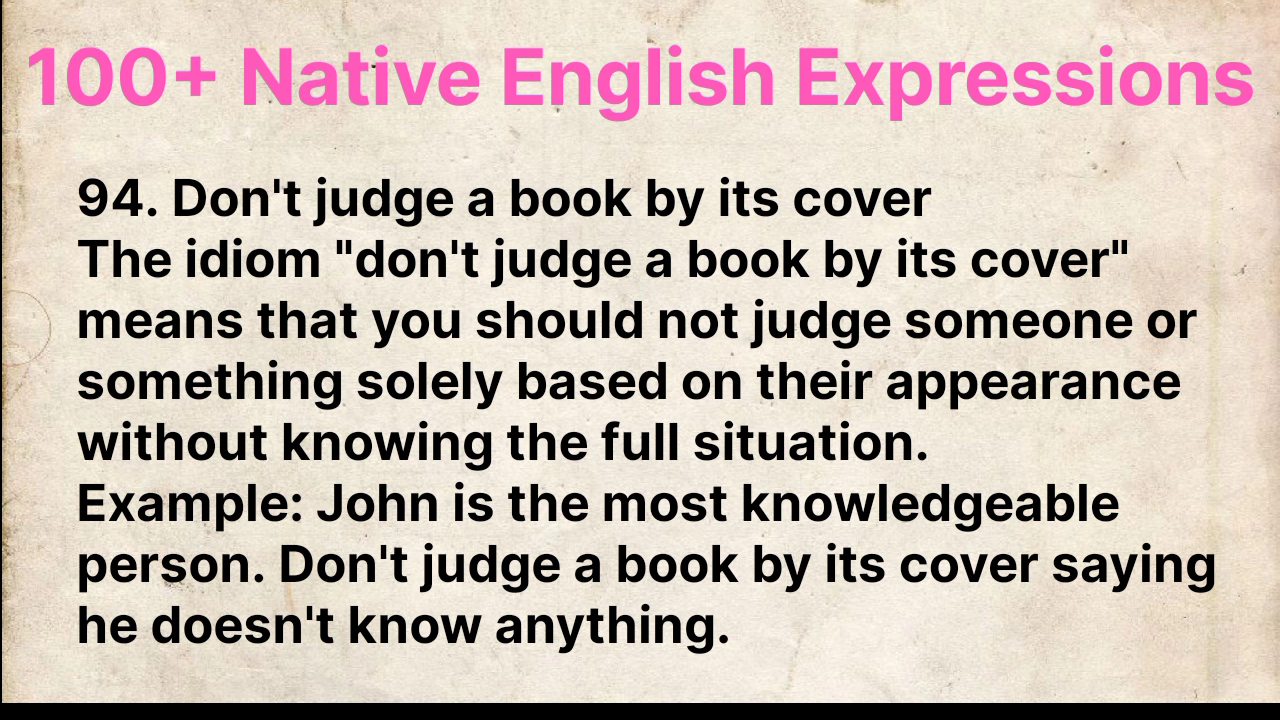 100+ Native English Expressions
94. Don't judge a book by its cover
The idiom "don't judge a book by its cover"
means that you should not judge someone or
something solely based on their appearance
without knowing the full situation.
Example: John is the most knowledgeable
person. Don't judge a book by its cover saying
he doesn't know anything.